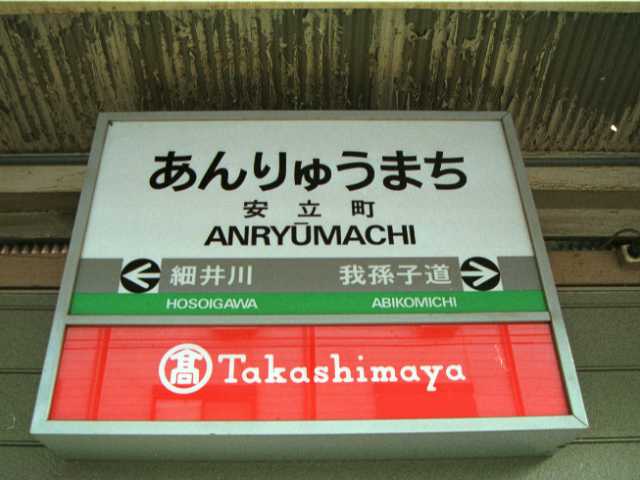 あんりゅうまち
安立町
ANRYŪMACHI
細井川 我孫子道
HOSOIGAWA ABIKOMICHI
髙 Takashimaya